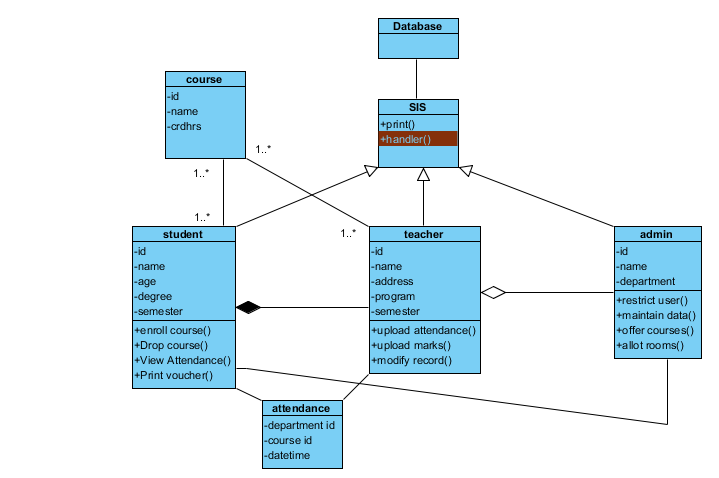 Database
SIS
+print()
+handler()
course
-id
-name
-crdhrs
1..*
1..*
1..*
1..*
student
-id
-name
-age
-degree
-semester
+enroll course()
+Drop course()
+View Attendance()
+Print voucher()
teacher
-id
-name
-address
-program
-semester
+upload attendance()
+upload marks()
+modify record()
admin
-id
-name
-department
+restrict user()
+maintain data()
+offer courses()
+allot rooms()
attendance
-department id
-course id
-datetime